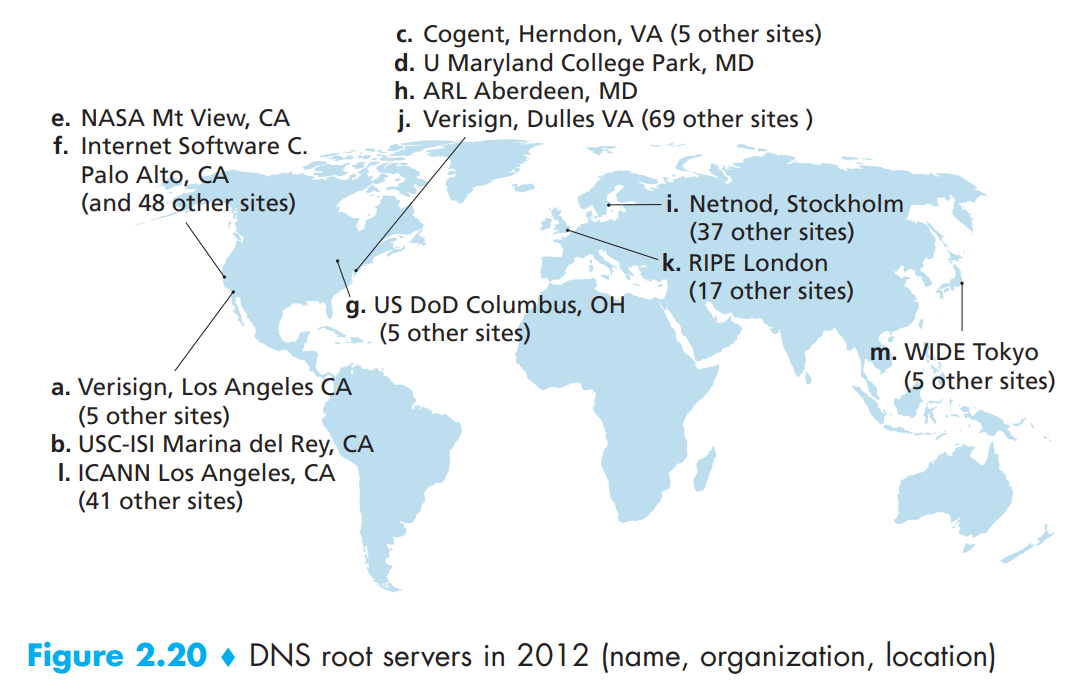 c. Cogent, Herndon, VA (5 other sites)
d. U Maryland College Park, MD
h. ARL Aberdeen, MD
j. Verisign, Dulles VA (69 other sites )
e. NASA Mt View, CA
f. Internet Software C.
Palo Alto, CA
(and 48 other sites)
i. Netnod, Stockholm
(37 other sites)
k. RIPE London
(17 other sites)
g. US DoD Columbus, OH
(5 other sites)
m. WIDE Tokyo
(5 other sites)
a. Verisign, Los Angeles CA
(5 other sites)
b. USC-ISI Marina del Rey, CA
l. ICANN Los Angeles, CA
(41 other sites)
Figure 2.20 ♦ DNS root servers in 2012 (name, organization, location)